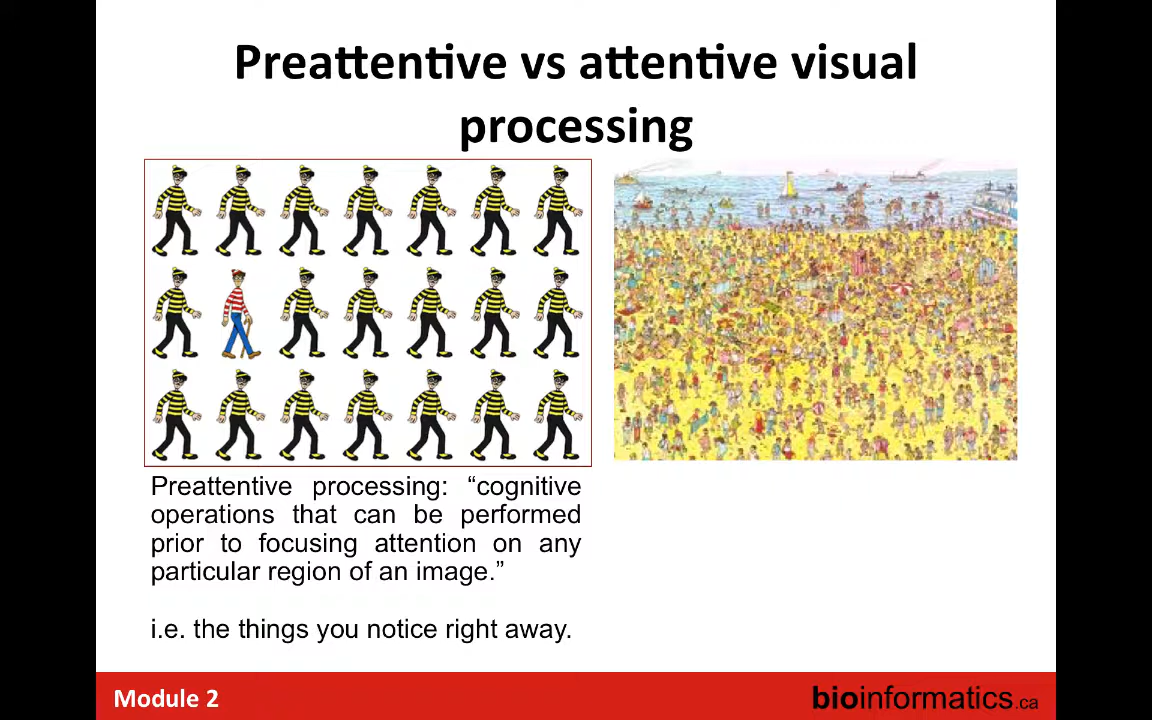 Preattentive vs attentive visual
processing
Preattentive processing: “cognitive
operations that can be performed
prior to focusing attention on any
particular region of an image.”
i.e. the things you notice right away.
Module 2
bioinformatics.ca